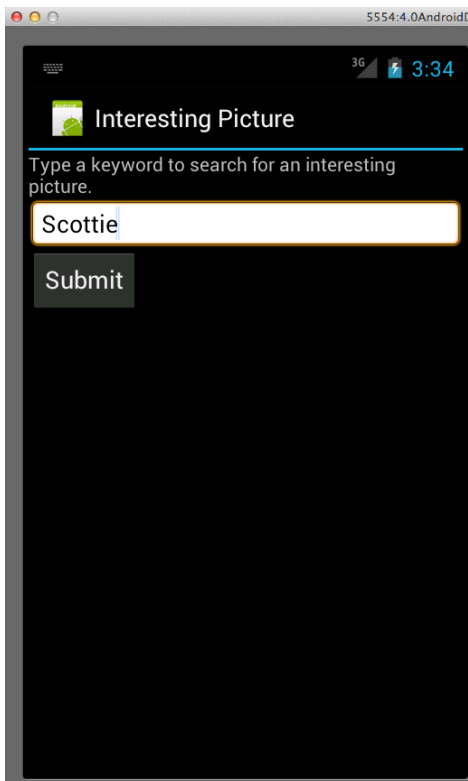 5554:4.0AndroidD
3G 3:34
Interesting Picture
Type a keyword to search for an interesting
picture.
Scottie
Submit